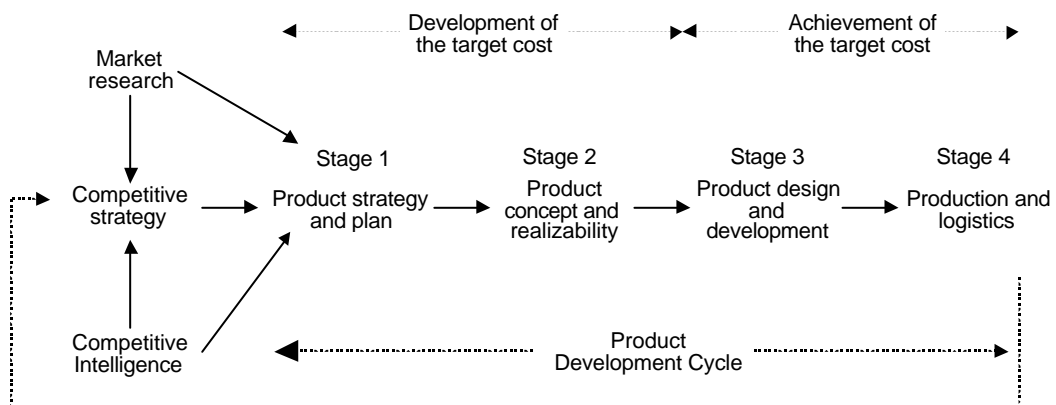 Development of
the target cost
Achievement of
the target cost
Market
research
Stage 1
Stage 2
Stage 3
Stage 4
Competitive
strategy
Product strategy
and plan
Product
concept and
realizability
Product design
and
development
Production and
logistics
Competitive
Intelligence
Product
Development Cycle